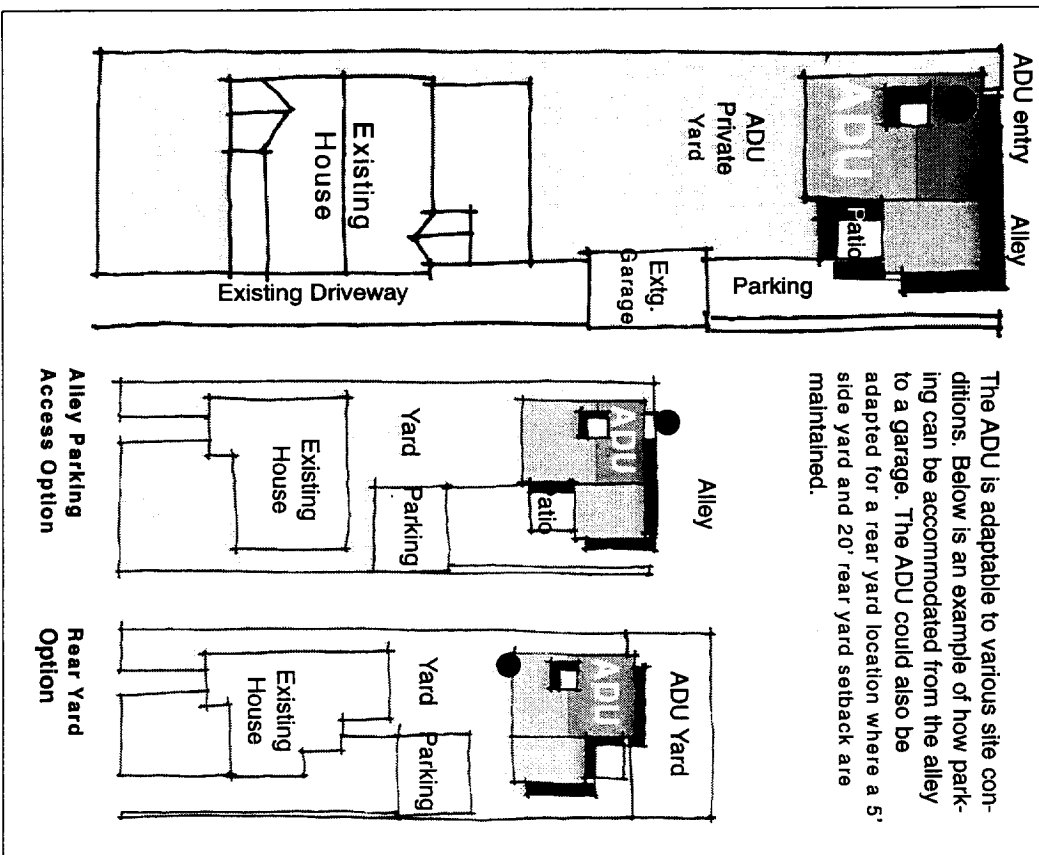 ADU entry
Alley
ADU
ADU
Private
Yard
Patio
Existing
House
Extg.
Garage
Parking
Existing Driveway
The ADU is adaptable to various site con-
ditions. Below is an example of how park-
ing can be accommodated from the alley
to a garage. The ADU could also be
adapted for a rear yard location where a 5'
side yard and 20' rear yard setback are
maintained.
Alley
ADU
Patio
Yard
Parking
Existing
House
Alley Parking
Access Option
ADU Yard
ADU
Yard
Parking
Existing
House
Rear Yard
Option